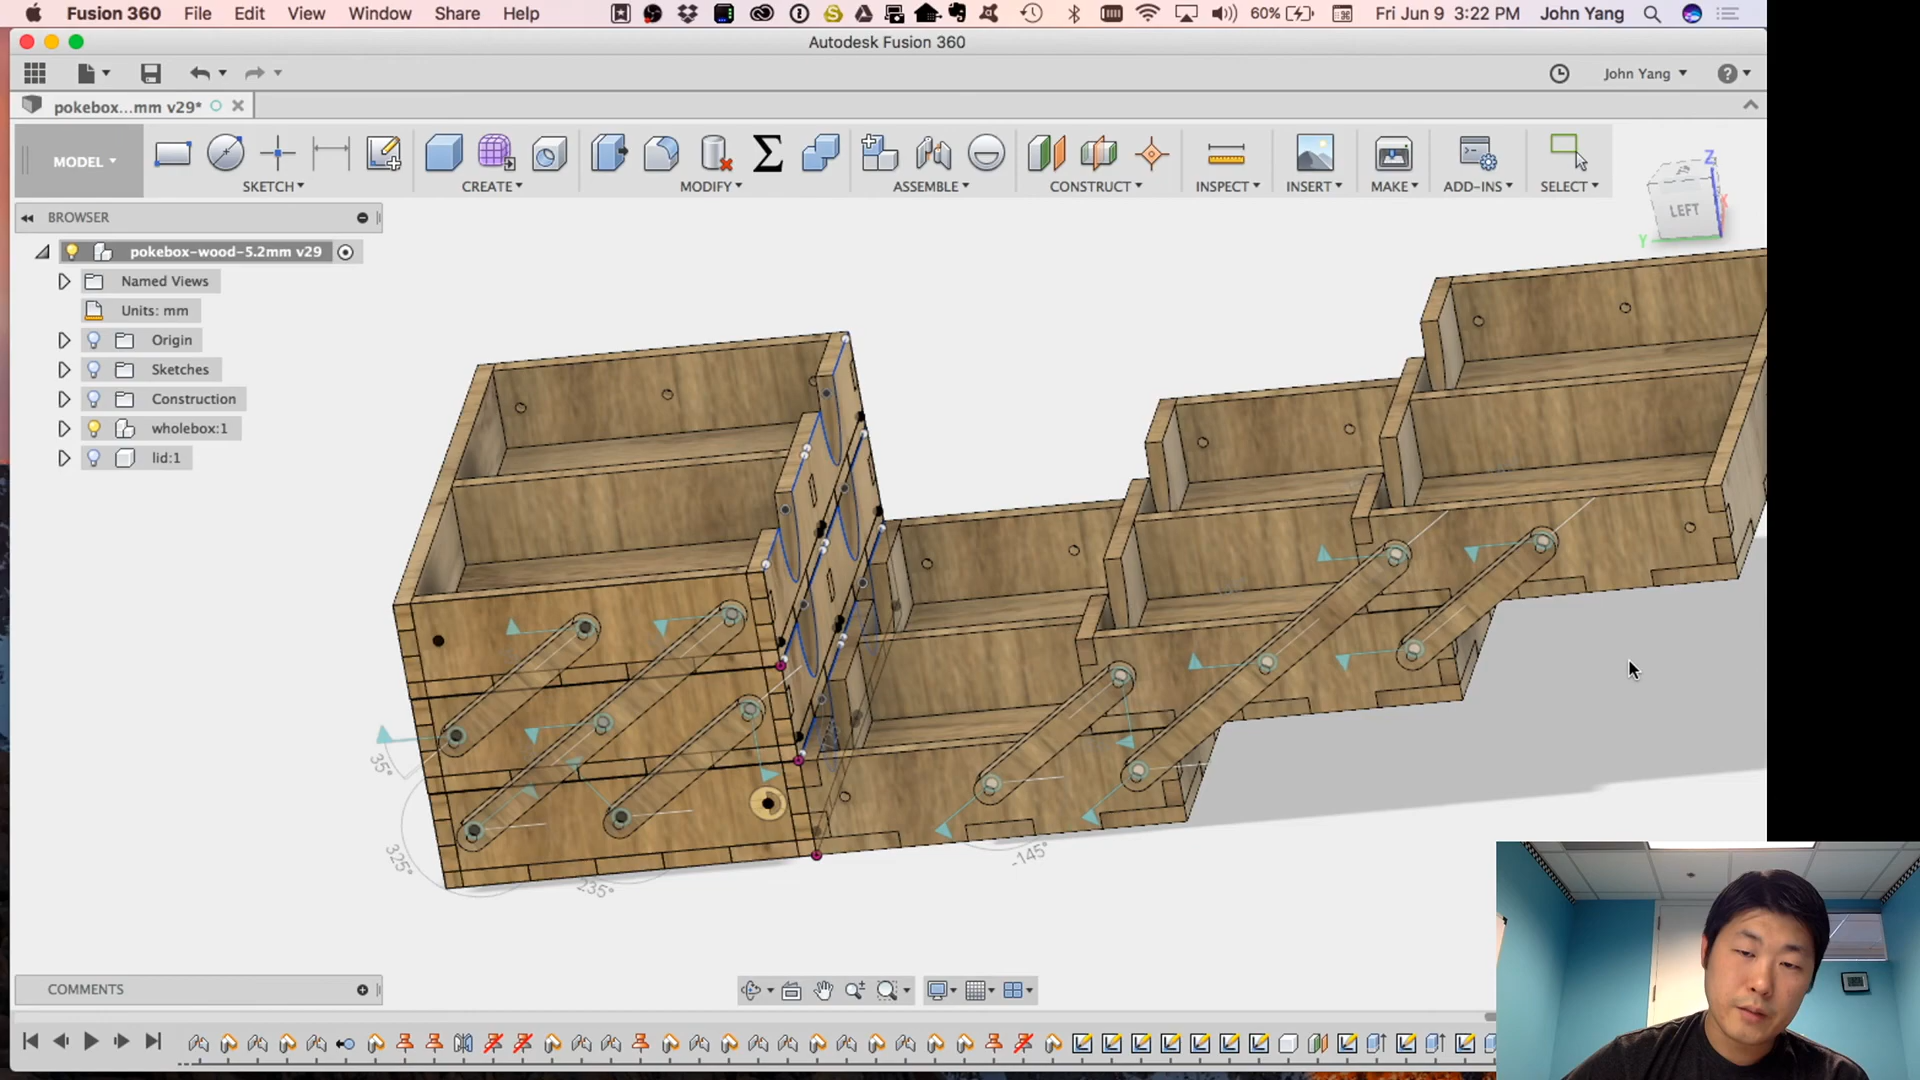 Fusion 360 File Edit View Window Share Help 60% Fri Jun 9 3:22 PM John Yang
Autodesk Fusion 360
John Yang
pokebox...mm v29*
MODEL
SKETCH CREATE MODIFY ASSEMBLE CONSTRUCT INSPECT INSERT MAKE ADD-INS SELECT
Z
LEFT
Y
BROWSER
pokebox-wood-5.2mm v29
Named Views
Units: mm
Origin
Sketches
Construction
wholebox:1
lid:1
35°
325°
235°
-145°
COMMENTS